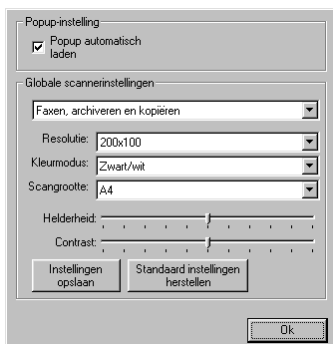 Popup-instelling
Popup automatisch
laden
Globale scannerinstellingen
Faxen, archiveren en kopiëren
Resolutie: 200x100
Kleurmodus: Zwart/wit
Scangrootte: A4
Helderheid:
Contrast:
Instellingen opslaan
Standaard instellingen herstellen
Ok